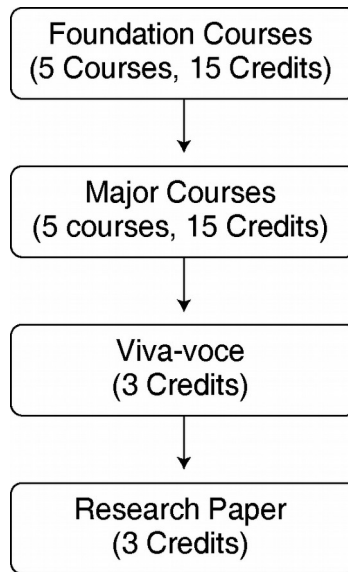 Foundation Courses
(5 Courses, 15 Credits)
Major Courses
(5 courses, 15 Credits)
Viva-voce
(3 Credits)
Research Paper
(3 Credits)